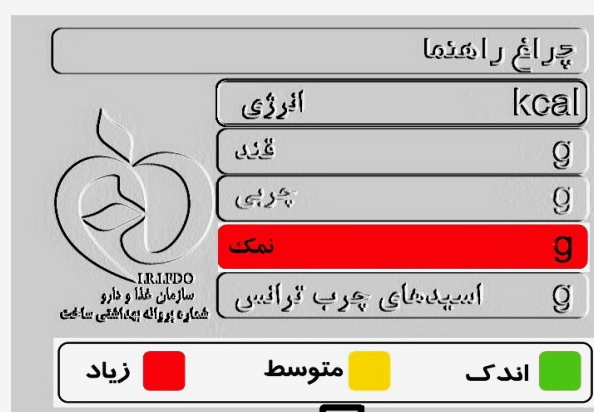 چراغ راهنما
انرژی kcal
قند g
چربی g
نمک g
اسیدهای چرب ترانس g
I.R.I.FDO
سازمان غذا و دارو
شماره پروانه بهداشتی ساخت
اندک متوسط زیاد